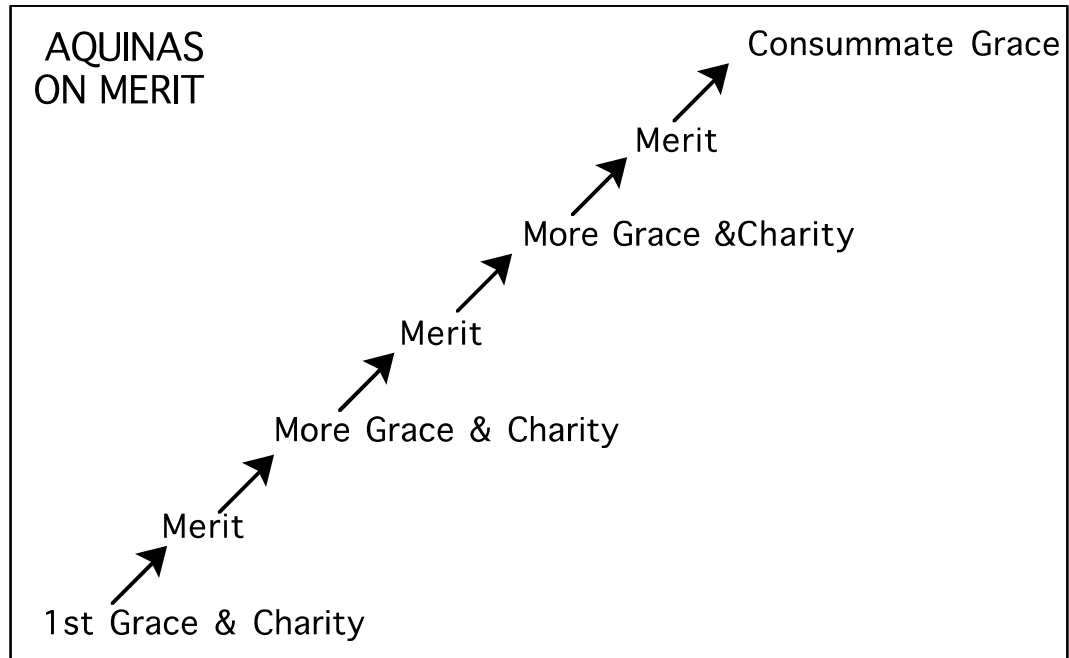 AQUINAS
ON MERIT
Consummate Grace
Merit
More Grace &Charity
Merit
More Grace & Charity
Merit
1st Grace & Charity